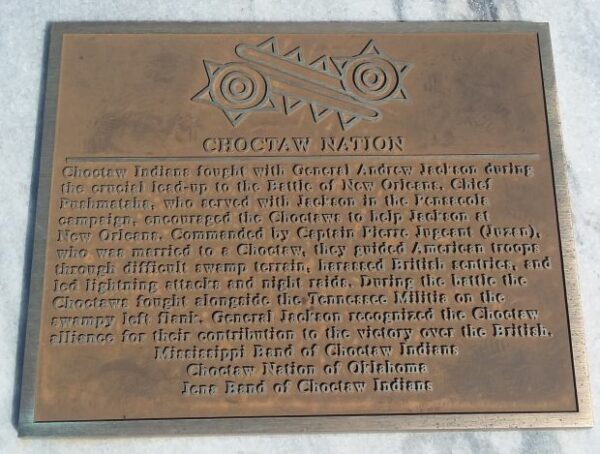 CHOCTAW NATION
Choctaw Indians fought with General Andrew Jackson during
the crucial lead-up to the Battle of New Orleans. Chief
Pushmataha, who served with Jackson in the Pensacola
campaign, encouraged the Choctaws to help Jackson at
New Orleans. Commanded by Captain Pierre Jugeant (Juzan),
who was married to a Choctaw, they guided American troops
through difficult swamp terrain, harassed British sentries, and
led lightning attacks and night raids. During the battle the
Choctaws fought alongside the Tennessee Militia on the
swampy left flank. General Jackson recognized the Choctaw
alliance for their contribution to the victory over the British.
Mississippi Band of Choctaw Indians
Choctaw Nation of Oklahoma
Jena Band of Choctaw Indians